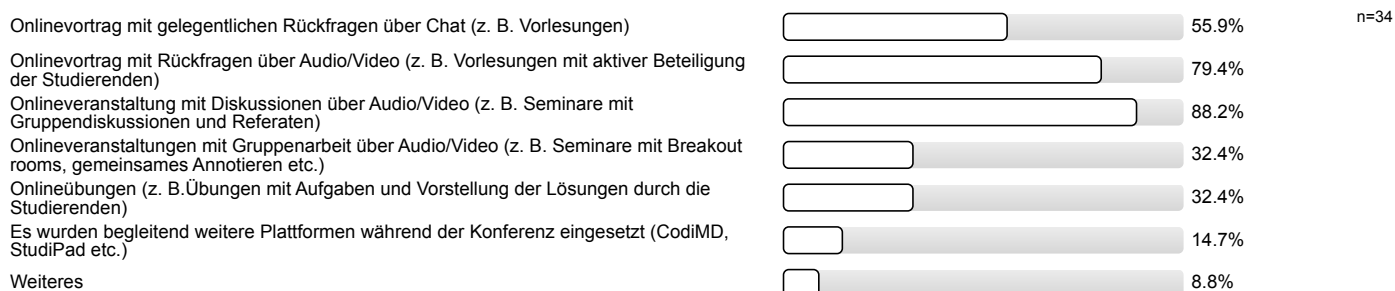 Onlinevortrag mit gelegentlichen Rückfragen über Chat (z. B. Vorlesungen) 55.9% n=34
Onlinevortrag mit Rückfragen über Audio/Video (z. B. Vorlesungen mit aktiver Beteiligung
der Studierenden) 79.4%
Onlineveranstaltung mit Diskussionen über Audio/Video (z. B. Seminare mit
Gruppendiskussionen und Referaten) 88.2%
Onlineveranstaltungen mit Gruppenarbeit über Audio/Video (z. B. Seminare mit Breakout
rooms, gemeinsames Annotieren etc.) 32.4%
Onlineübungen (z. B.Übungen mit Aufgaben und Vorstellung der Lösungen durch die
Studierenden) 32.4%
Es wurden begleitend weitere Plattformen während der Konferenz eingesetzt (CodiMD,
StudiPad etc.) 14.7%
Weiteres 8.8%